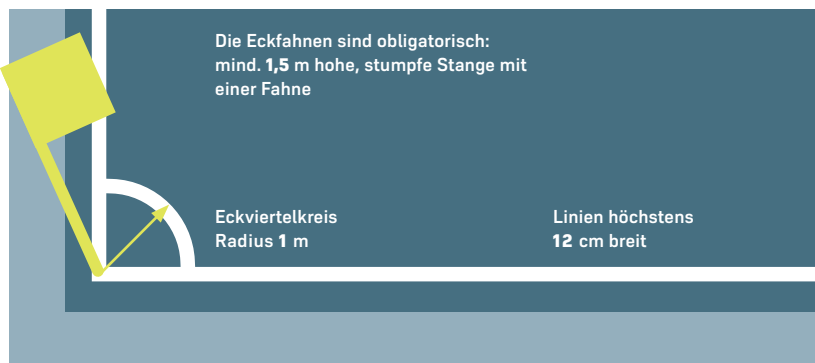 Die Eckfahnen sind obligatorisch:
mind. 1,5 m hohe, stumpfe Stange mit
einer Fahne
Eckviertelkreis
Radius 1 m
Linien höchstens
12 cm breit